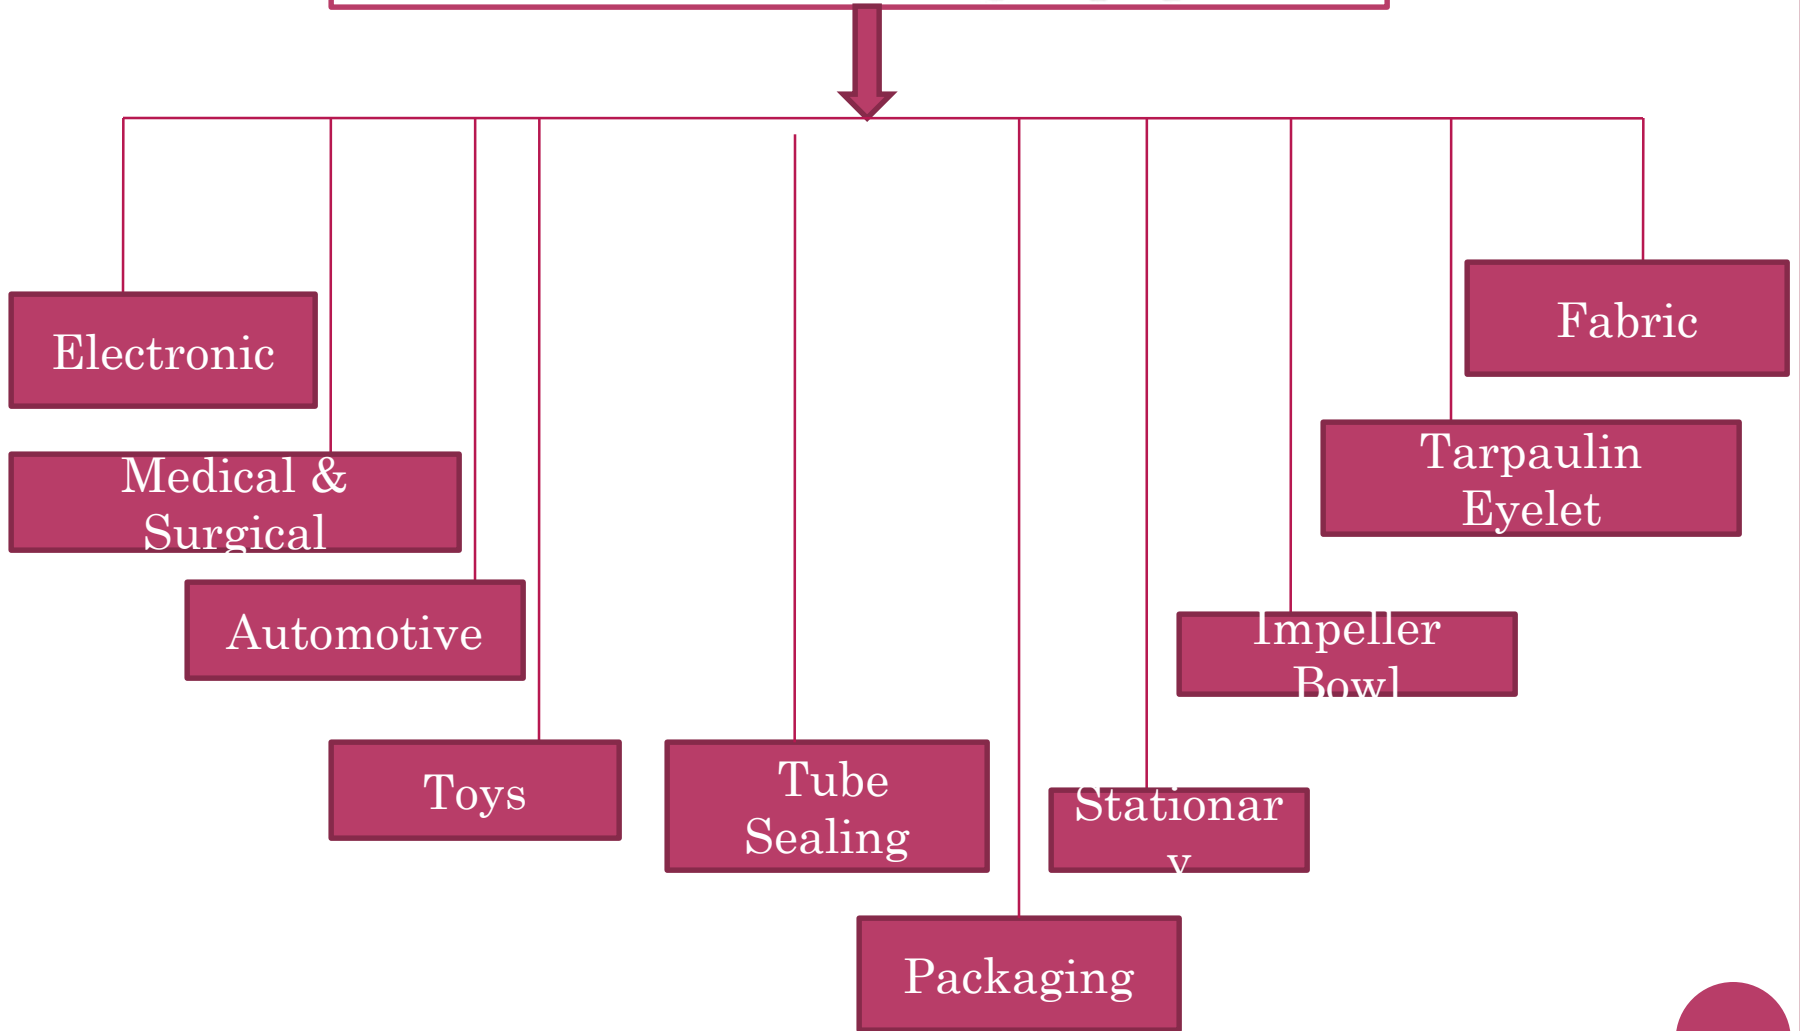 Fabric
Electronic
Tarpaulin
Eyelet
Medical &
Surgical
Automotive
Impeller
Bowl
Toys
Tube
Sealing
Stationar
y
Packaging